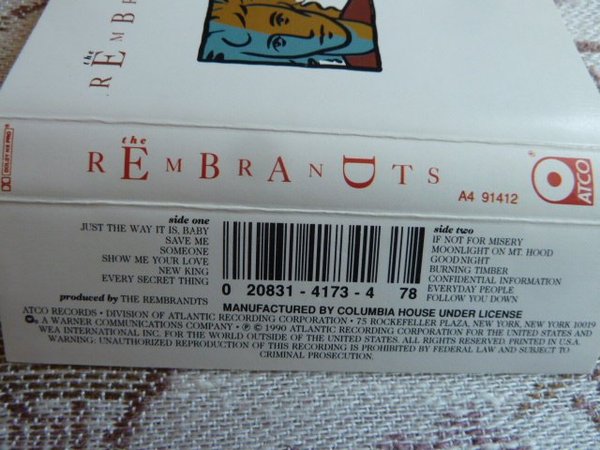 the
REMBR
DOLBY HX PRO
the
REMBRANDTS
A4 91412
ATCO
side one
JUST THE WAY IT IS, BABY
SAVE ME
SOMEONE
SHOW ME YOUR LOVE
NEW KING
EVERY SECRET THING
produced by THE REMBRANDTS
0 20831 - 4173 - 4 78
side two
IF NOT FOR MISERY
MOONLIGHT ON MT. HOOD
GOODNIGHT
BURNING TIMBER
CONFIDENTIAL INFORMATION
EVERYDAY PEOPLE
FOLLOW YOU DOWN
MANUFACTURED BY COLUMBIA HOUSE UNDER LICENSE
ATCO RECORDS • DIVISION OF ATLANTIC RECORDING CORPORATION • 75 ROCKEFELLER PLAZA, NEW YORK, NEW YORK 10019
A WARNER COMMUNICATIONS COMPANY • ℗ © 1990 ATLANTIC RECORDING CORPORATION FOR THE UNITED STATES AND
WEA INTERNATIONAL INC. FOR THE WORLD OUTSIDE OF THE UNITED STATES. ALL RIGHTS RESERVED. PRINTED IN U.S.A.
WARNING: UNAUTHORIZED REPRODUCTION OF THIS RECORDING IS PROHIBITED BY FEDERAL LAW AND SUBJECT TO
CRIMINAL PROSECUTION.